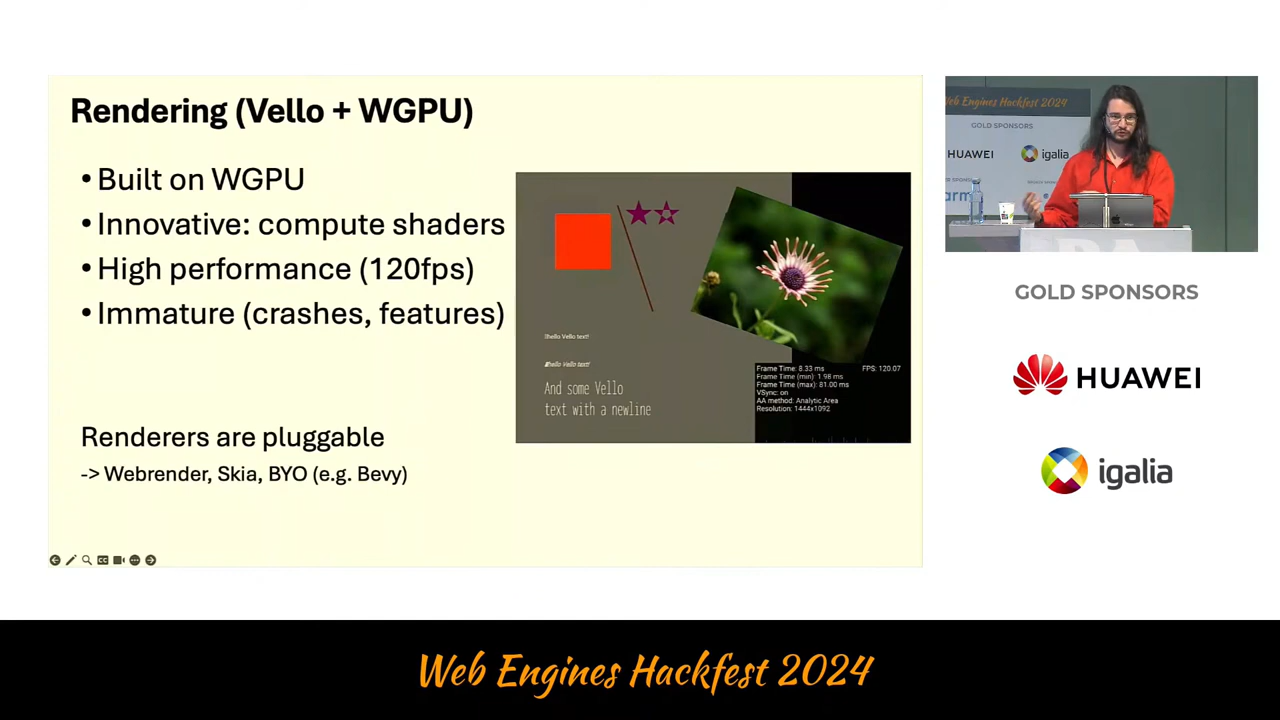 Rendering (Vello + WGPU)
• Built on WGPU
• Innovative: compute shaders
• High performance (120fps)
• Immature (crashes, features)
Renderers are pluggable
-> Webrender, Skia, BYO (e.g. Bevy)
hello Vello text!
hello Vello text!
And some Vello
text with a newline
Frame Time: 8.33 ms
FPS: 120.07
Frame Time (min): 1.98 ms
Frame Time (max): 81.00 ms
VSync: on
AA method: Analytic Area
Resolution: 1444x1092
Web Engines Hackfest 2024
GOLD SPONSORS
HUAWEI
igalia
arm
GOLD SPONSORS
HUAWEI
igalia
Web Engines Hackfest 2024